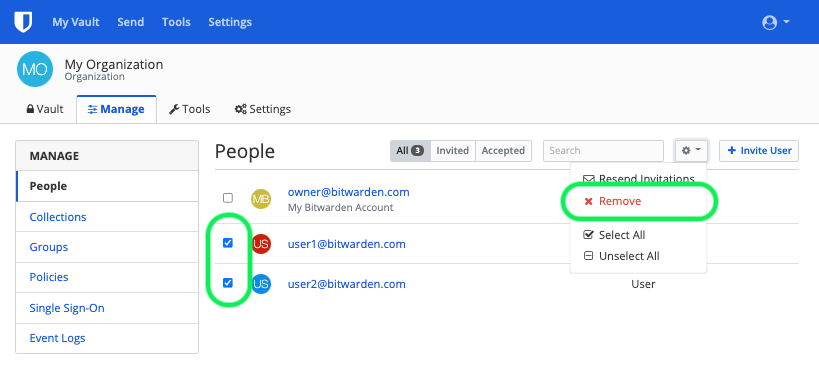 My Vault Send Tools Settings
MO My Organization
Organization
Vault Manage Tools Settings
MANAGE
People
Collections
Groups
Policies
Single Sign-On
Event Logs
People All 3 Invited Accepted Search Invite User
Resend Invitations
Remove
Select All
Unselect All
MB owner@bitwarden.com
My Bitwarden Account
US user1@bitwarden.com
US user2@bitwarden.com User